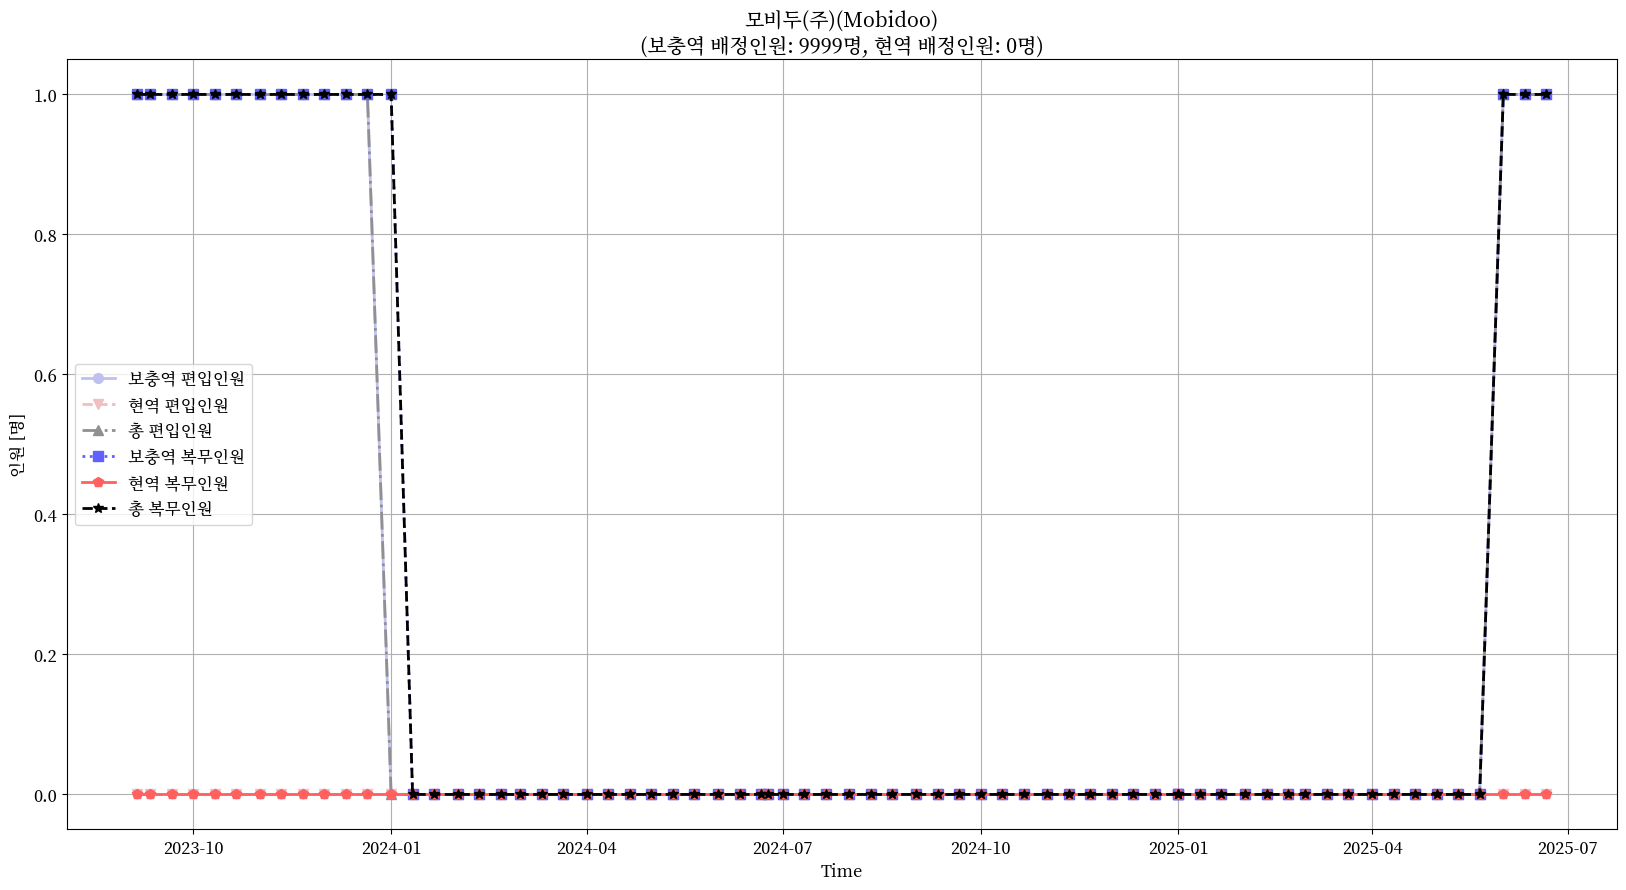 모비두(주)(Mobidoo)
(보충역 배정인원: 9999명, 현역 배정인원: 0명)
1.0
0.8
0.6
0.4
0.2
0.0
인원 [명]
보충역 편입인원
현역 편입인원
총 편입인원
보충역 복무인원
현역 복무인원
총 복무인원
2023-10
2024-01
2024-04
2024-07
2024-10
2025-01
2025-04
2025-07
Time